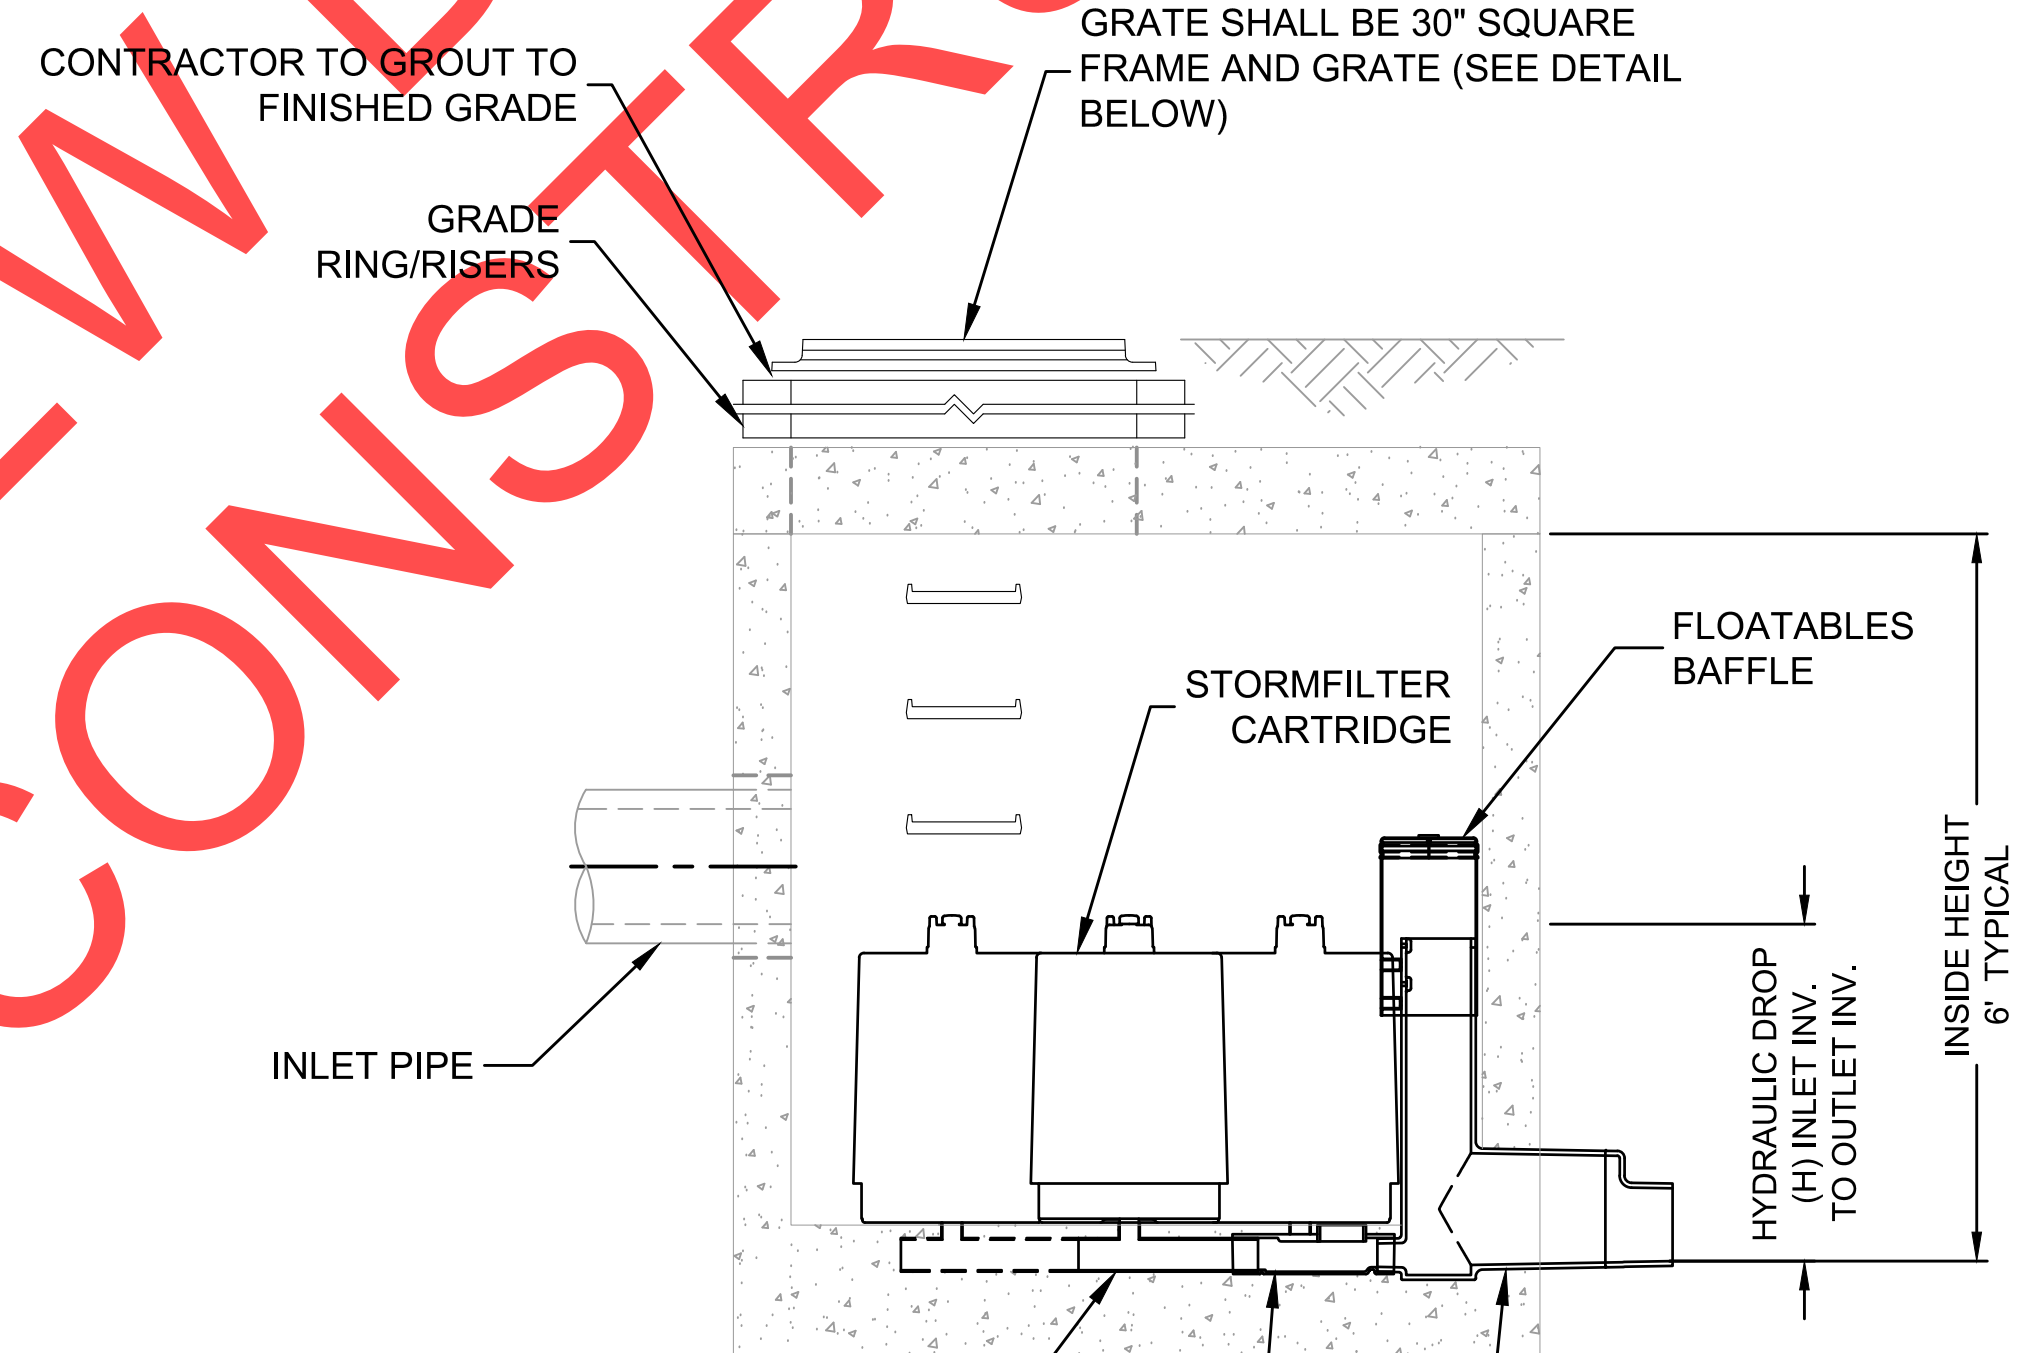 GRATE SHALL BE 30" SQUARE
FRAME AND GRATE (SEE DETAIL
BELOW)
CONTRACTOR TO GROUT TO
FINISHED GRADE
GRADE
RING/RISERS
FLOATABLES
BAFFLE
STORMFILTER
CARTRIDGE
INLET PIPE
HYDRAULIC DROP
(H) INLET INV.
TO OUTLET INV.
INSIDE HEIGHT
6' TYPICAL
CONSTR